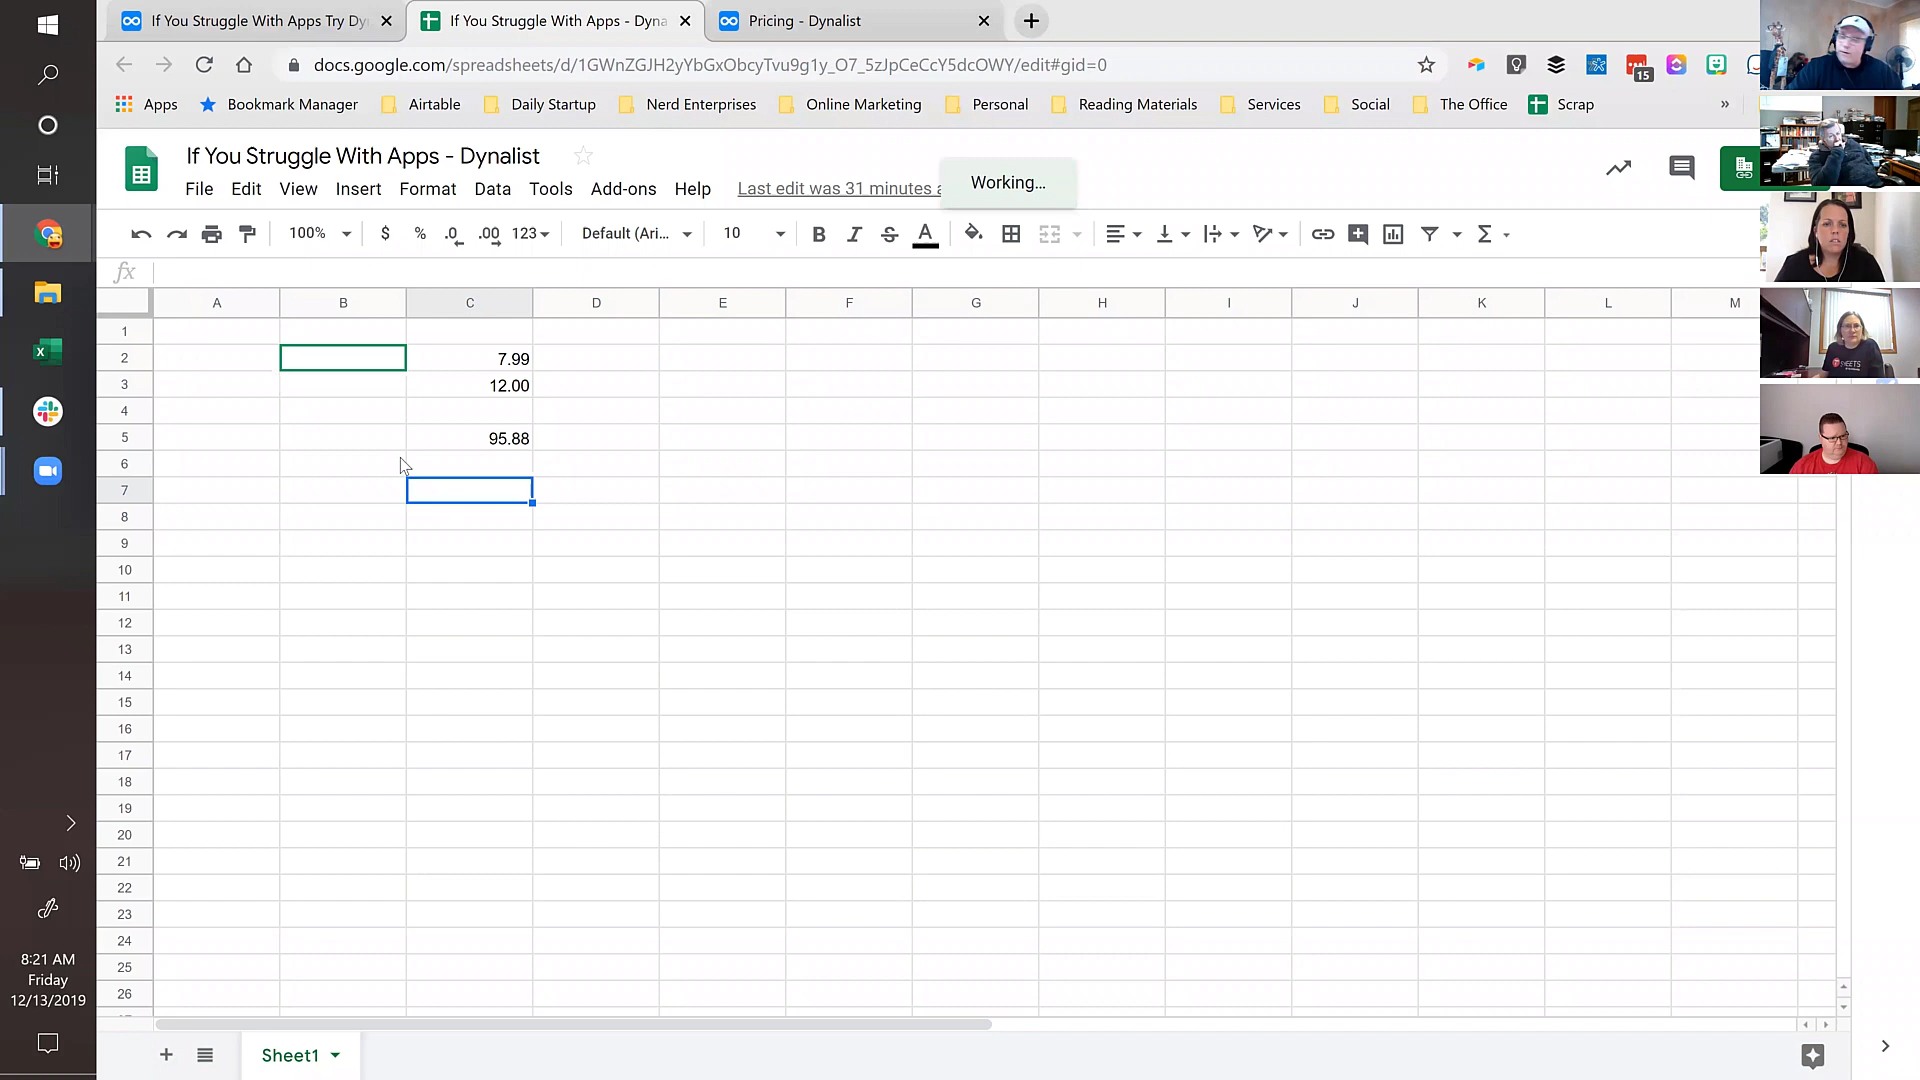 If You Struggle With Apps Try Dy
If You Struggle With Apps - Dyna
Pricing - Dynalist
docs.google.com/spreadsheets/d/1GWnZGJH2yYbGxObcyTvu9g1y_O7_5zJpCeCcY5dcOWY/edit#gid=0
15
Apps
Bookmark Manager
Airtable
Daily Startup
Nerd Enterprises
Online Marketing
Personal
Reading Materials
Services
Social
The Office
Scrap
»
If You Struggle With Apps - Dynalist
File Edit View Insert Format Data Tools Add-ons Help
Last edit was 31 minutes a
Working...
100% $ % .0 .00 123 Default (Ari... 10 B I S A Σ
fx
A B C D E F G H I J K L M
1
2 7.99
3 12.00
4
5 95.88
6
7
8
9
10
11
12
13
14
15
16
17
18
19
20
21
22
23
24
25
26
Sheet1
8:21 AM
Friday
12/13/2019
SHEETS